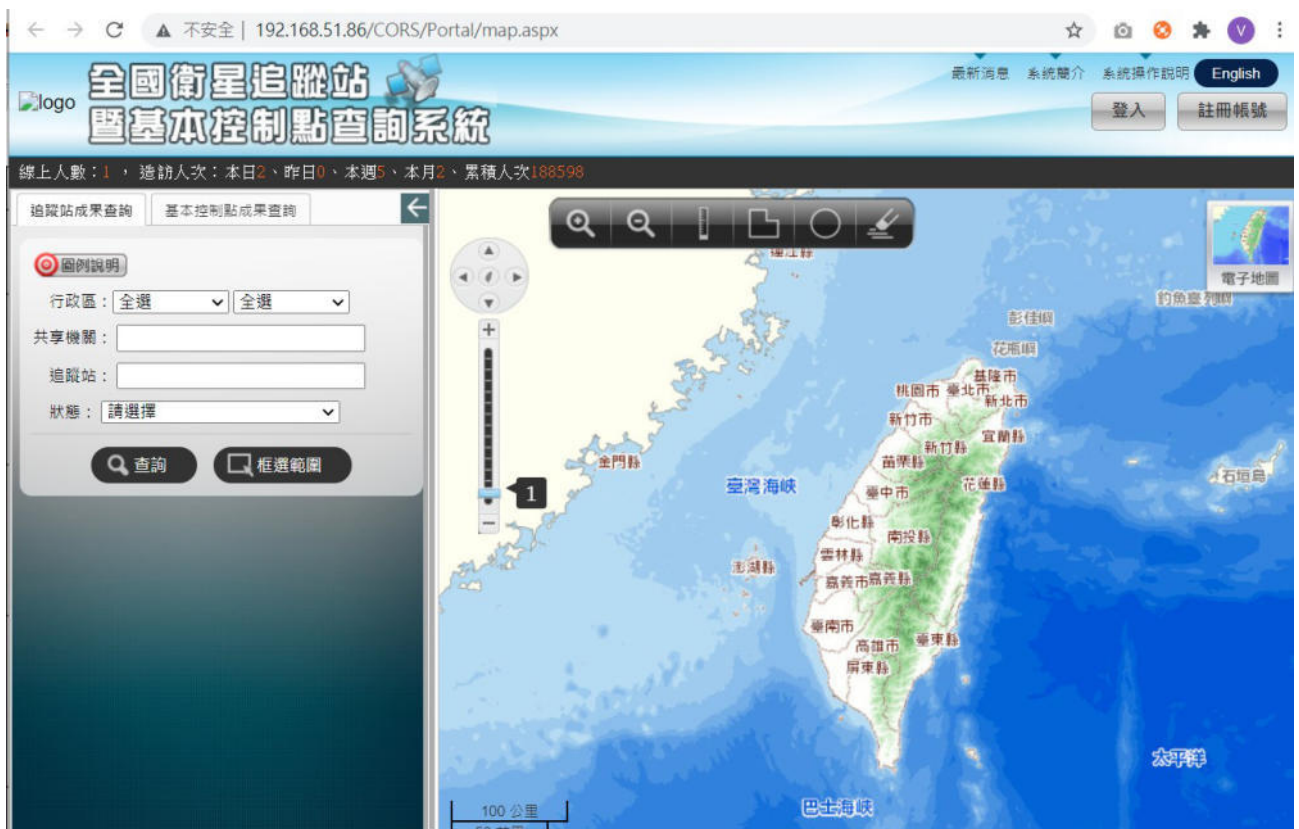 不安全 | 192.168.51.86/CORS/Portal/map.aspx
V
logo
全國衛星追蹤站
暨基本控制點查詢系統
最新消息 系統簡介 系統操作說明 English
登入 註冊帳號
線上人數：1 ， 造訪人次：本日2、昨日0、本週5、本月2、累積人次188598
追蹤站成果查詢 基本控制點成果查詢
圖例說明
行政區： 全選 全選
共享機關：
追蹤站：
狀態： 請選擇
查詢 框選範圍
1
電子地圖
連江縣
釣魚臺列嶼
彭佳嶼
花瓶嶼
基隆市
桃園市 臺北市
新北市
新竹市
宜蘭縣
新竹縣
苗栗縣
金門縣
臺灣海峽
臺中市
花蓮縣
石垣島
彰化縣
南投縣
雲林縣
澎湖縣
嘉義市 嘉義縣
臺南市
高雄市
臺東縣
屏東縣
太平洋
巴士海峽
100 公里